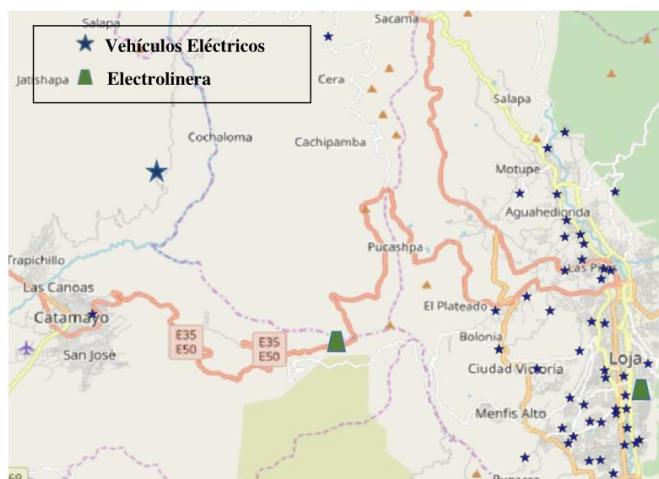 Sacama
Salapa
Vehículos Eléctricos
Electrolinera
Jatishapa
Cera
Salapa
Cochaloma
Cachipamba
Motupe
Aguahedionda
Pucashpa
Trapichillo
Las Canoas
Catamayo
San José
E35
E50
E35
E50
El Plateado
Bolonia
Ciudad Victoria
Loja
Menfis Alto